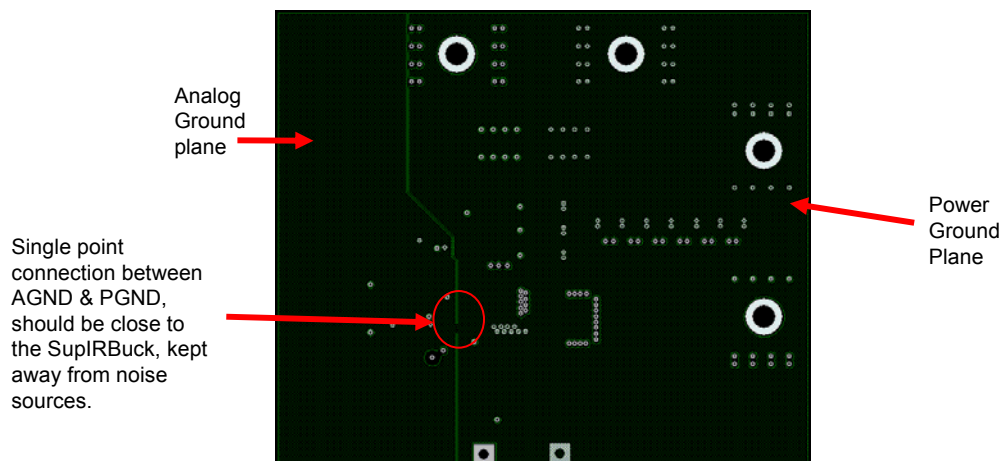 Analog
Ground
plane
Single point
connection between
AGND & PGND,
should be close to
the SupIRBuck, kept
away from noise
sources.
Power
Ground
Plane